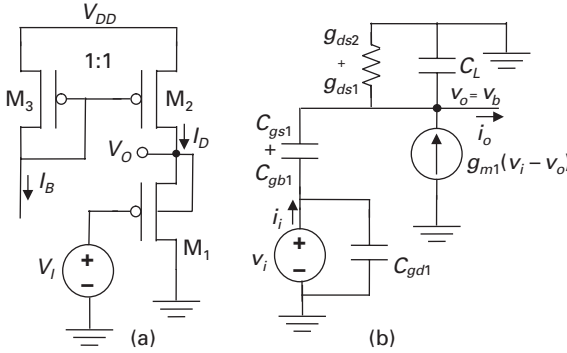 V_DD
1:1
M_3
M_2
V_O
I_D
I_B
M_1
V_I
+
−
(a)
g_ds2
+
g_ds1
C_L
v_o = v_b
i_o
C_gs1
+
C_gb1
g_m1(v_i − v_o)
i_i
v_i
+
−
C_gd1
(b)